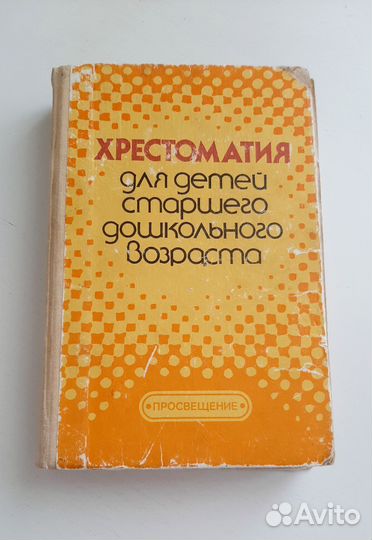 ХРЕСТОМАТИЯ
для детей
старшего
дошкольного
возраста
ПРОСВЕЩЕНИЕ
Avito